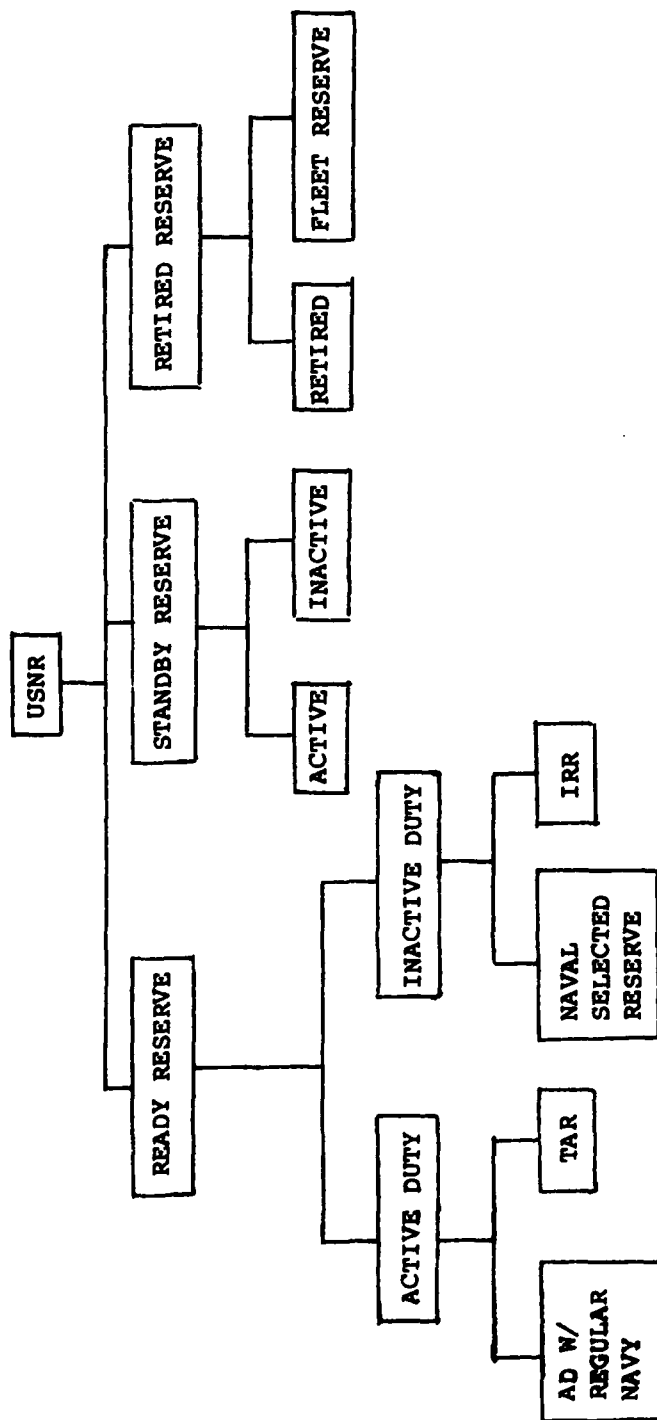 USNR
READY RESERVE
STANDBY RESERVE
RETIRED RESERVE
ACTIVE
INACTIVE
RETIRED
FLEET RESERVE
ACTIVE DUTY
INACTIVE DUTY
AD W/
REGULAR
NAVY
TAR
NAVAL
SELECTED
RESERVE
IRR